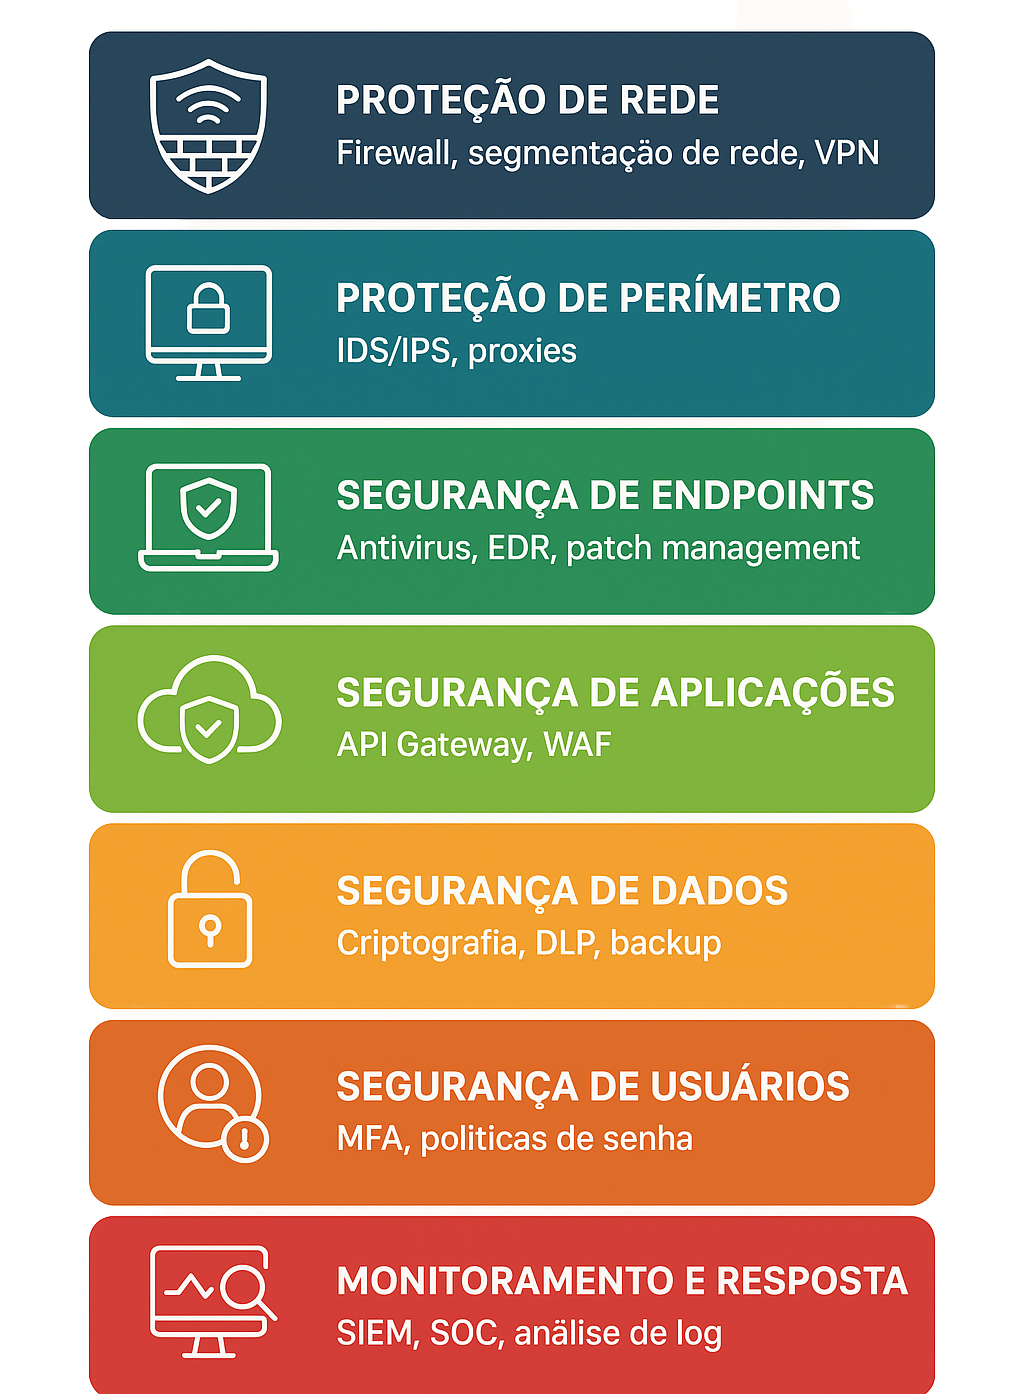 PROTEÇÃO DE REDE
Firewall, segmentaçäo de rede, VPN
PROTEÇÃO DE PERÍMETRO
IDS/IPS, proxies
SEGURANÇA DE ENDPOINTS
Antivirus, EDR, patch management
SEGURANÇA DE APLICAÇÕES
API Gateway, WAF
SEGURANÇA DE DADOS
Criptografia, DLP, backup
SEGURANÇA DE USUÁRIOS
MFA, politicas de senha
MONITORAMENTO E RESPOSTA
SIEM, SOC, anälise de log